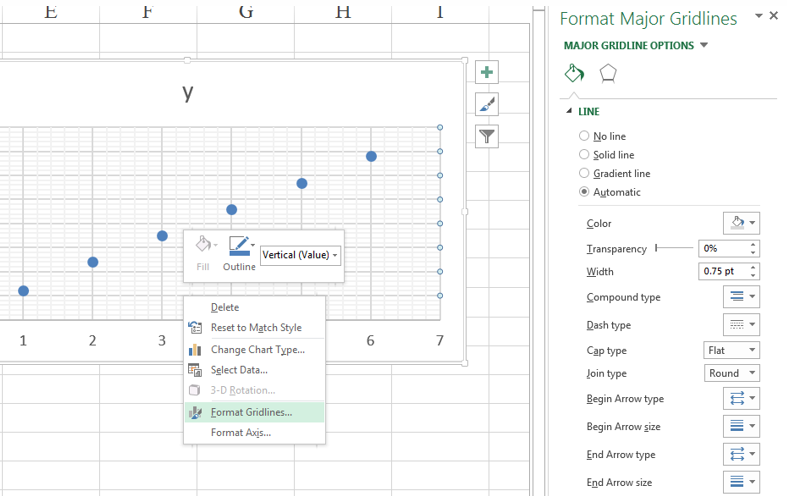 E F G H I
y
1 2 3 6 7
Fill Outline Vertical (Value)
Delete
Reset to Match Style
Change Chart Type...
Select Data...
3-D Rotation...
Format Gridlines...
Format Axis...
Format Major Gridlines
MAJOR GRIDLINE OPTIONS
LINE
No line
Solid line
Gradient line
Automatic
Color
Transparency 0%
Width 0.75 pt
Compound type
Dash type
Cap type Flat
Join type Round
Begin Arrow type
Begin Arrow size
End Arrow type
End Arrow size